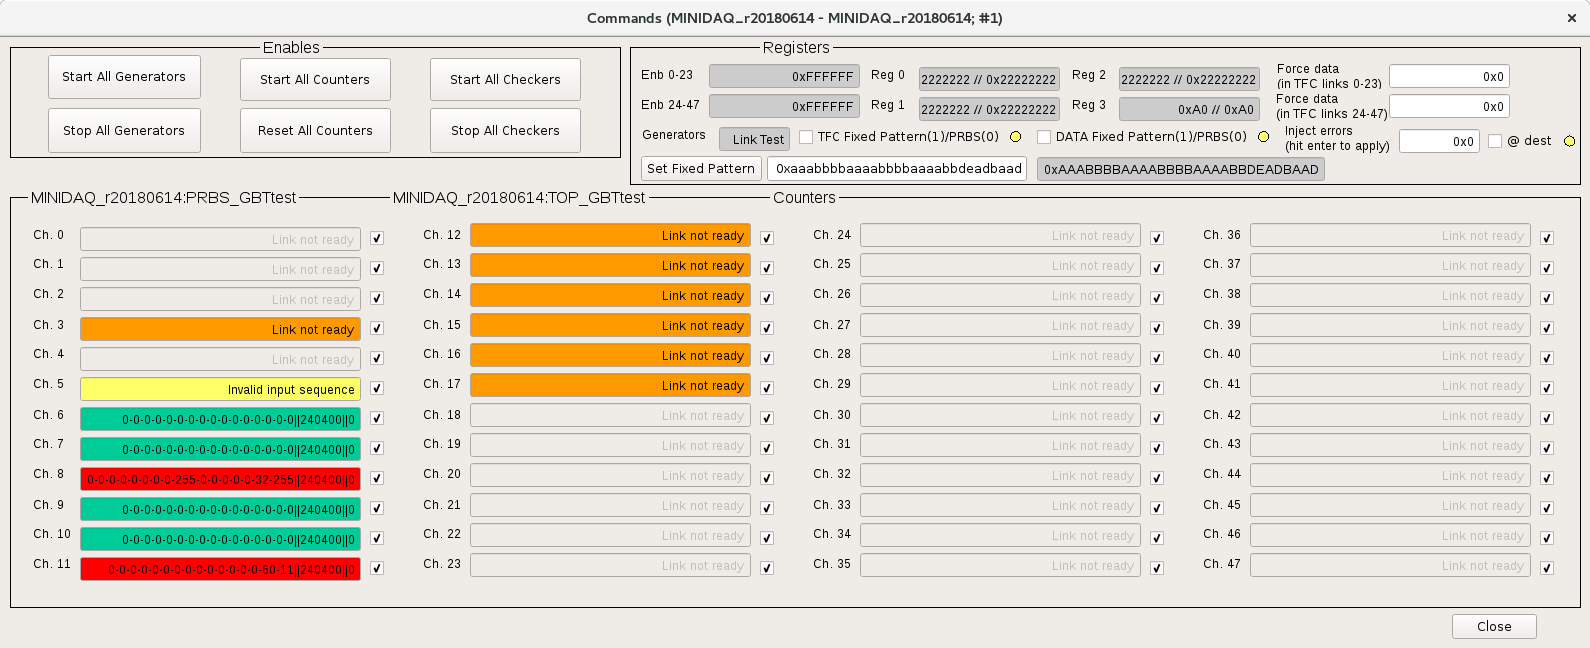 Commands (MINIDAQ_r20180614 - MINIDAQ_r20180614; #1)
Enables
Start All Generators
Start All Counters
Start All Checkers
Stop All Generators
Reset All Counters
Stop All Checkers
Registers
Enb 0-23 0xFFFFFF Reg 0 2222222 // 0x22222222 Reg 2 2222222 // 0x22222222 Force data (in TFC links 0-23) 0x0
Enb 24-47 0xFFFFFF Reg 1 2222222 // 0x22222222 Reg 3 0xA0 // 0xA0 Force data (in TFC links 24-47) 0x0
Generators Link Test TFC Fixed Pattern(1)/PRBS(0) DATA Fixed Pattern(1)/PRBS(0) Inject errors (hit enter to apply) 0x0 @ dest
Set Fixed Pattern 0xaaabbbbaaaabbbbaaaabbdeadbaad 0xAAABBBBAAAABBBBAAAABBDEADBAAD
MINIDAQ_r20180614:PRBS_GBTtest MINIDAQ_r20180614:TOP_GBTtest Counters
Ch. 0 Link not ready Ch. 12 Link not ready Ch. 24 Link not ready Ch. 36 Link not ready
Ch. 1 Link not ready Ch. 13 Link not ready Ch. 25 Link not ready Ch. 37 Link not ready
Ch. 2 Link not ready Ch. 14 Link not ready Ch. 26 Link not ready Ch. 38 Link not ready
Ch. 3 Link not ready Ch. 15 Link not ready Ch. 27 Link not ready Ch. 39 Link not ready
Ch. 4 Link not ready Ch. 16 Link not ready Ch. 28 Link not ready Ch. 40 Link not ready
Ch. 5 Invalid input sequence Ch. 17 Link not ready Ch. 29 Link not ready Ch. 41 Link not ready
Ch. 6 0-0-0-0-0-0-0-0-0-0-0-0-0-0-0-0||240400||0 Ch. 18 Link not ready Ch. 30 Link not ready Ch. 42 Link not ready
Ch. 7 0-0-0-0-0-0-0-0-0-0-0-0-0-0-0-0||240400||0 Ch. 19 Link not ready Ch. 31 Link not ready Ch. 43 Link not ready
Ch. 8 0-0-0-0-0-0-0-0-255-0-0-0-0-0-32-255||240400||0 Ch. 20 Link not ready Ch. 32 Link not ready Ch. 44 Link not ready
Ch. 9 0-0-0-0-0-0-0-0-0-0-0-0-0-0-0-0||240400||0 Ch. 21 Link not ready Ch. 33 Link not ready Ch. 45 Link not ready
Ch. 10 0-0-0-0-0-0-0-0-0-0-0-0-0-0-0-0||240400||0 Ch. 22 Link not ready Ch. 34 Link not ready Ch. 46 Link not ready
Ch. 11 0-0-0-0-0-0-0-0-0-0-0-0-0-0-60-11||240400||0 Ch. 23 Link not ready Ch. 35 Link not ready Ch. 47 Link not ready
Close